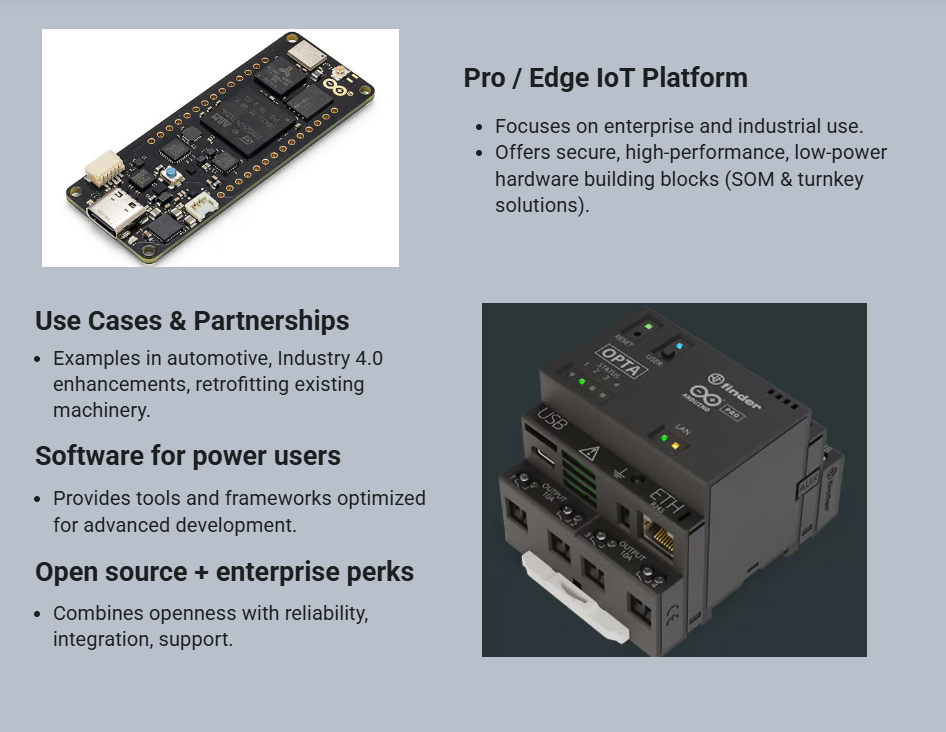 Pro / Edge IoT Platform
• Focuses on enterprise and industrial use.
• Offers secure, high-performance, low-power
hardware building blocks (SOM & turnkey
solutions).
Use Cases & Partnerships
• Examples in automotive, Industry 4.0
enhancements, retrofitting existing
machinery.
Software for power users
• Provides tools and frameworks optimized
for advanced development.
Open source + enterprise perks
• Combines openness with reliability,
integration, support.
RESET
USER
OPTA
STATUS
1 2 3 4
finder
ARDUINO PRO
LAN
USB
ETH
RJ45
OUTPUT
10A
OUTPUT
10A
AUX
CE